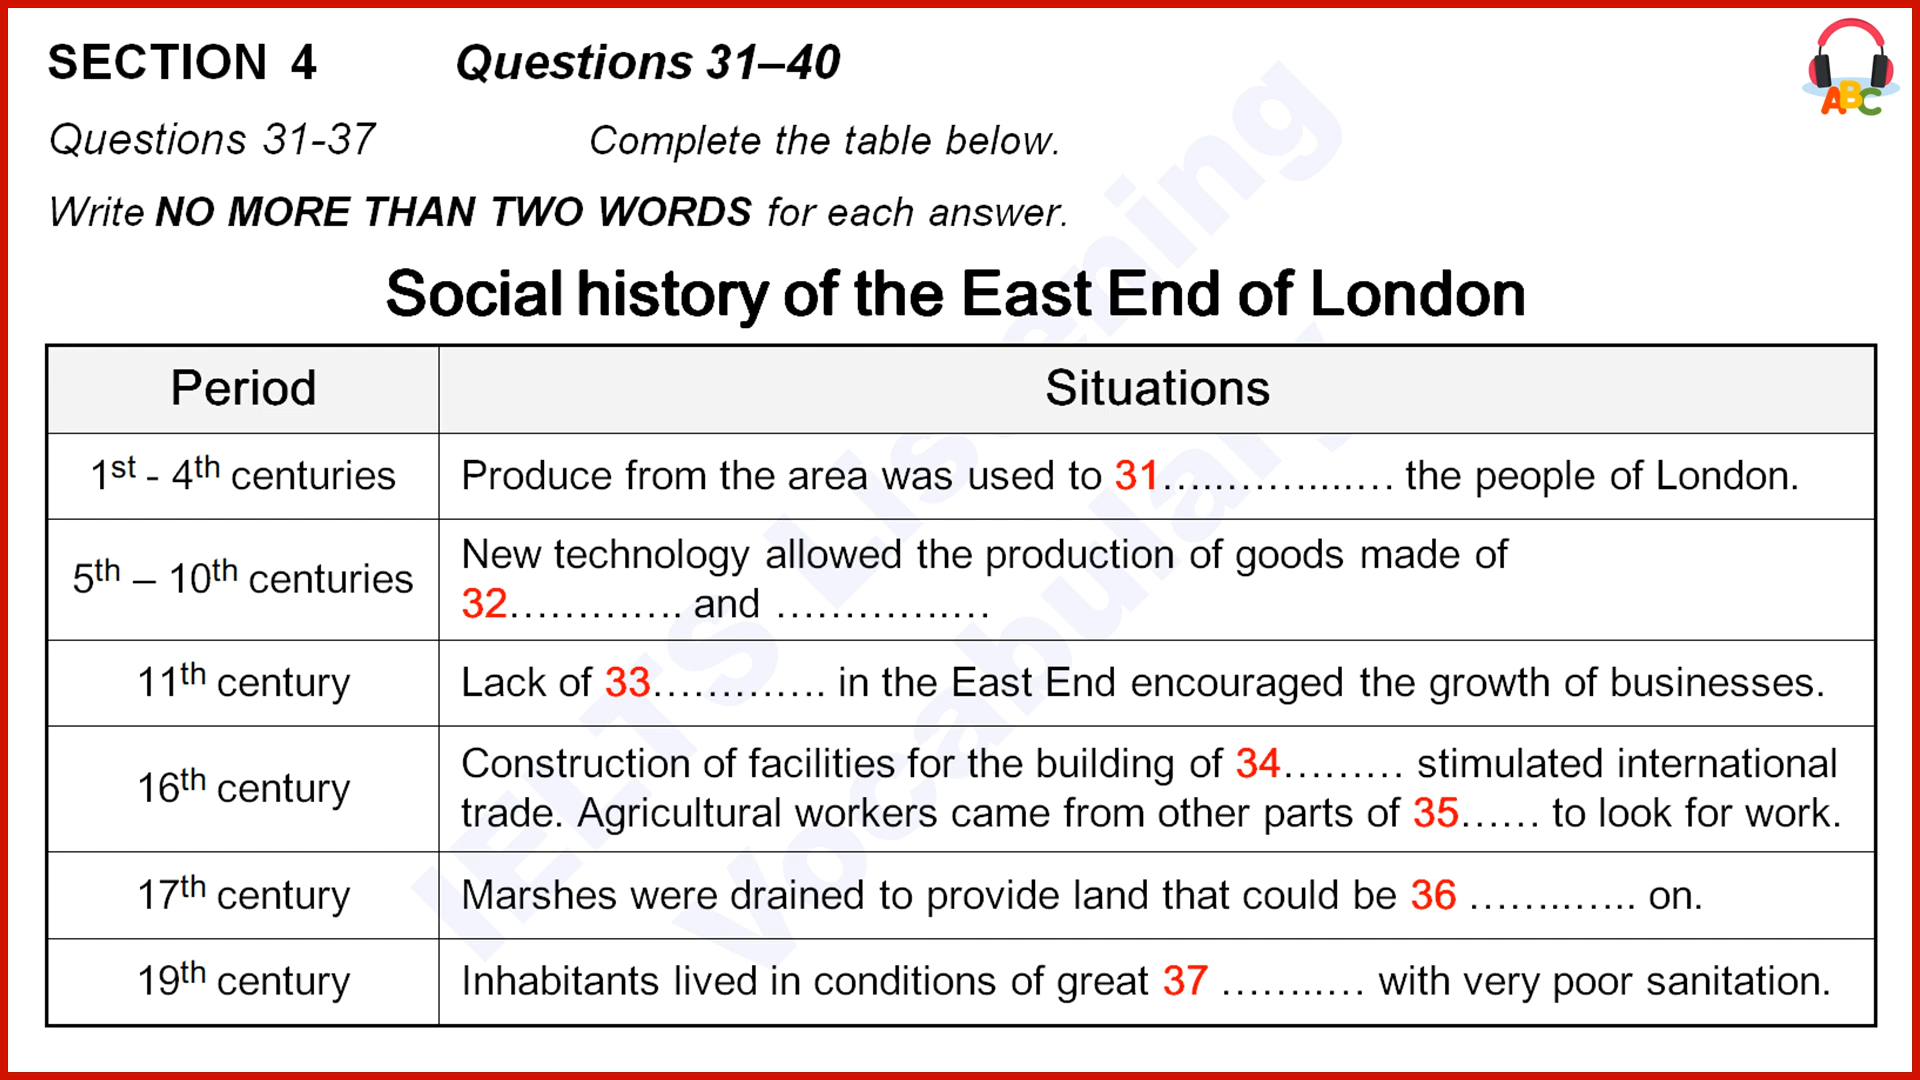 SECTION 4 Questions 31–40
ABC
Questions 31-37 Complete the table below.
Write NO MORE THAN TWO WORDS for each answer.
Social history of the East End of London
Period Situations
1st - 4th centuries Produce from the area was used to 31…..……....…… the people of London.
5th – 10th centuries New technology allowed the production of goods made of
32…………. and ………….….
11th century Lack of 33…………. in the East End encouraged the growth of businesses.
16th century Construction of facilities for the building of 34……… stimulated international
trade. Agricultural workers came from other parts of 35…… to look for work.
17th century Marshes were drained to provide land that could be 36 ……..….. on.
19th century Inhabitants lived in conditions of great 37 ……..… with very poor sanitation.
IELTS Listening
Vocabulary